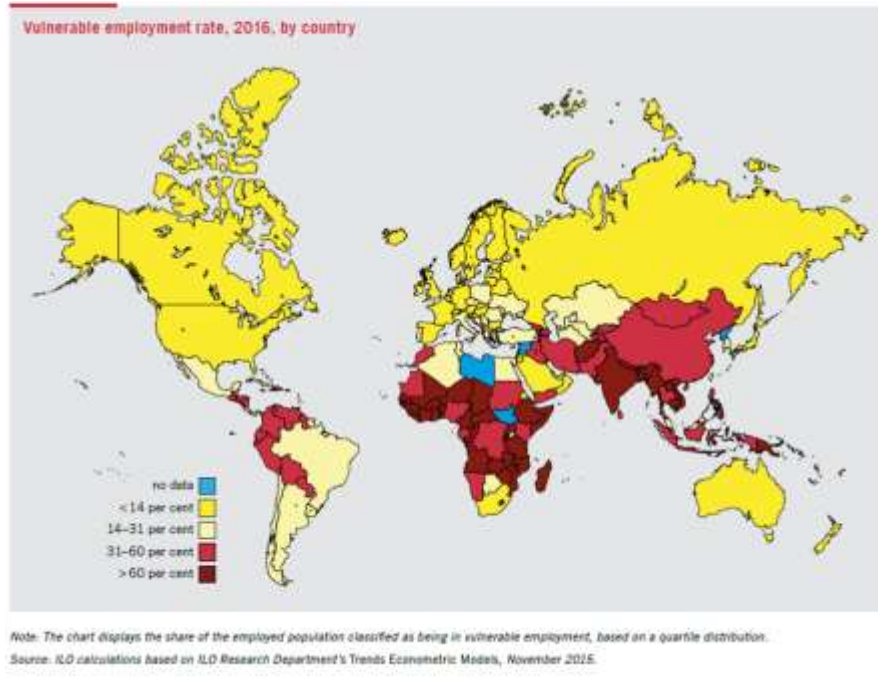 Vulnerable employment rate, 2016, by country
no data
<14 per cent
14–31 per cent
31–60 per cent
>60 per cent
Note: The chart displays the share of the employed population classified as being in vulnerable employment, based on a quartile distribution.
Source: ILO calculations based on ILO Research Department's Trends Econometric Models, November 2015.